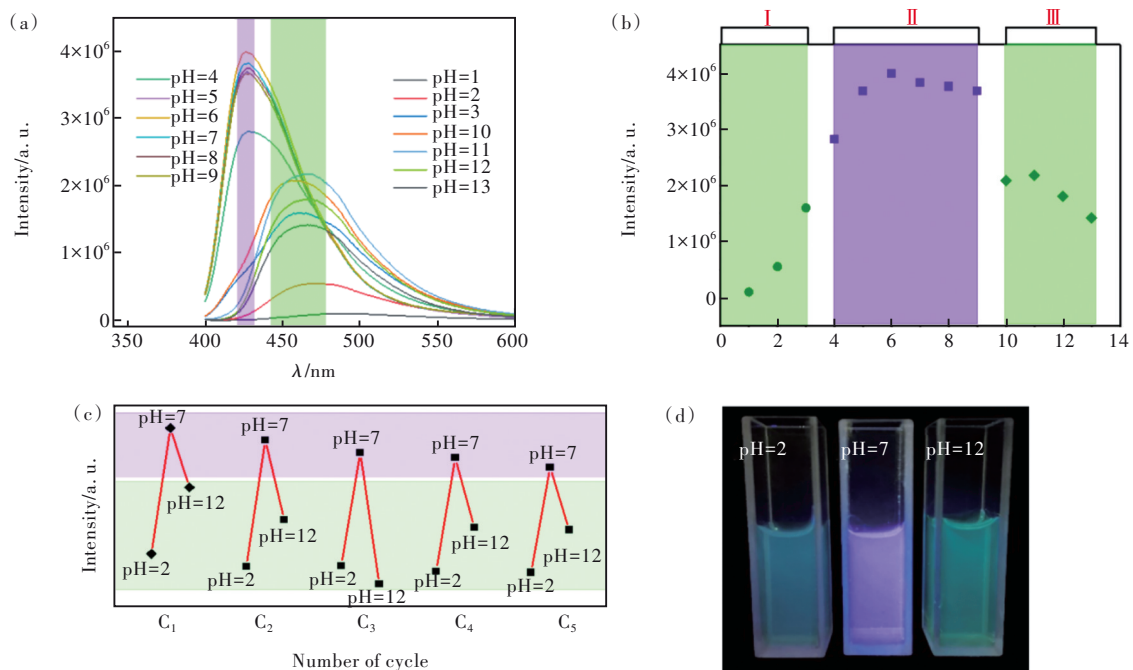 (a)
Intensity/a. u.
4×10⁶
3×10⁶
2×10⁶
1×10⁶
0
pH=4
pH=5
pH=6
pH=7
pH=8
pH=9
pH=1
pH=2
pH=3
pH=10
pH=11
pH=12
pH=13
350 400 450 500 550 600
λ/nm
(b)
I II III
Intensity/a. u.
4×10⁶
3×10⁶
2×10⁶
1×10⁶
0
0 2 4 6 8 10 12 14
(c)
Intensity/a. u.
pH=7
pH=12
pH=2
pH=7
pH=12
pH=2
pH=7
pH=2
pH=12
pH=7
pH=12
pH=2
pH=7
pH=12
pH=2
C₁ C₂ C₃ C₄ C₅
Number of cycle
(d)
pH=2 pH=7 pH=12